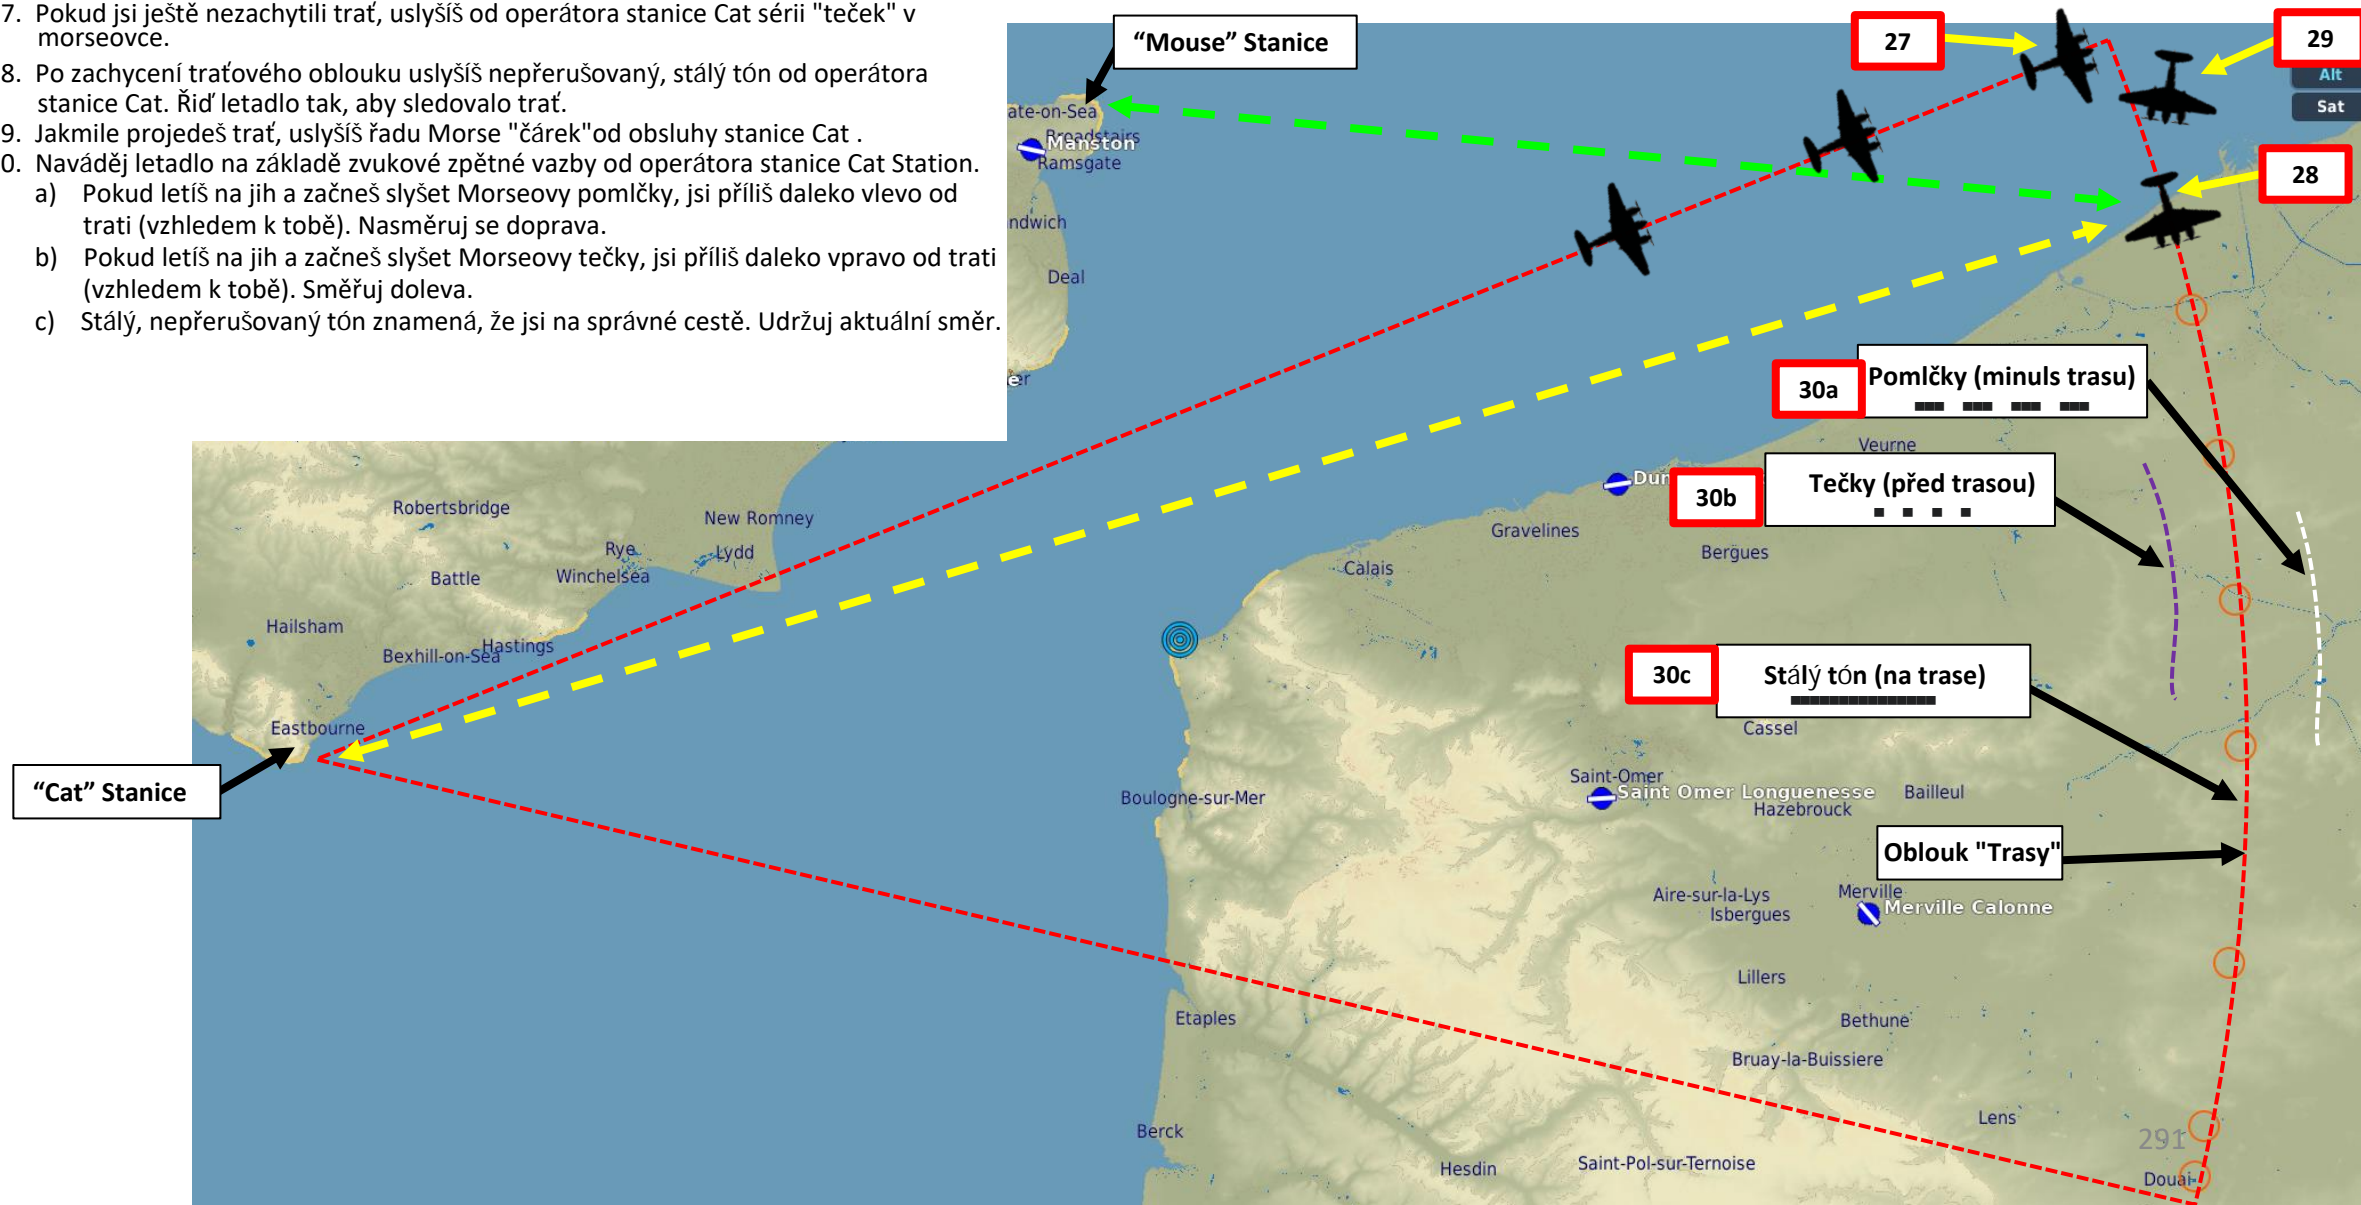 7. Pokud jsi ještě nezachytili trať, uslyšíš od operátora stanice Cat sérii "teček" v
morseovce.
8. Po zachycení traťového oblouku uslyšíš nepřerušovaný, stálý tón od operátora
stanice Cat. Řiď letadlo tak, aby sledovalo trať.
9. Jakmile projedeš trať, uslyšíš řadu Morse "čárek"od obsluhy stanice Cat .
0. Naváděj letadlo na základě zvukové zpětné vazby od operátora stanice Cat Station.
a) Pokud letíš na jih a začneš slyšet Morseovy pomlčky, jsi příliš daleko vlevo od
trati (vzhledem k tobě). Nasměruj se doprava.
b) Pokud letíš na jih a začneš slyšet Morseovy tečky, jsi příliš daleko vpravo od trati
(vzhledem k tobě). Směřuj doleva.
c) Stálý, nepřerušovaný tón znamená, že jsi na správné cestě. Udržuj aktuální směr.
"Mouse" Stanice
27
29
Alt
Sat
ate-on-Sea
Broadstairs
Manston
Ramsgate
28
ndwich
Deal
er
30a
Pomlčky (minuls trasu)
Veurne
30b
Tečky (před trasou)
Dun
Gravelines
Bergues
Calais
Robertsbridge
New Romney
Rye
Lydd
Battle
Winchelsea
Hailsham
Hastings
Bexhill-on-Sea
Eastbourne
"Cat" Stanice
30c
Stálý tón (na trase)
Cassel
Saint-Omer
Saint Omer Longuenesse
Bailleul
Hazebrouck
Boulogne-sur-Mer
Oblouk "Trasy"
Aire-sur-la-Lys
Merville
Isbergues
Merville Calonne
Lillers
Etaples
Bethune
Bruay-la-Buissiere
Lens
Berck
291
Hesdin
Saint-Pol-sur-Ternoise
Douai